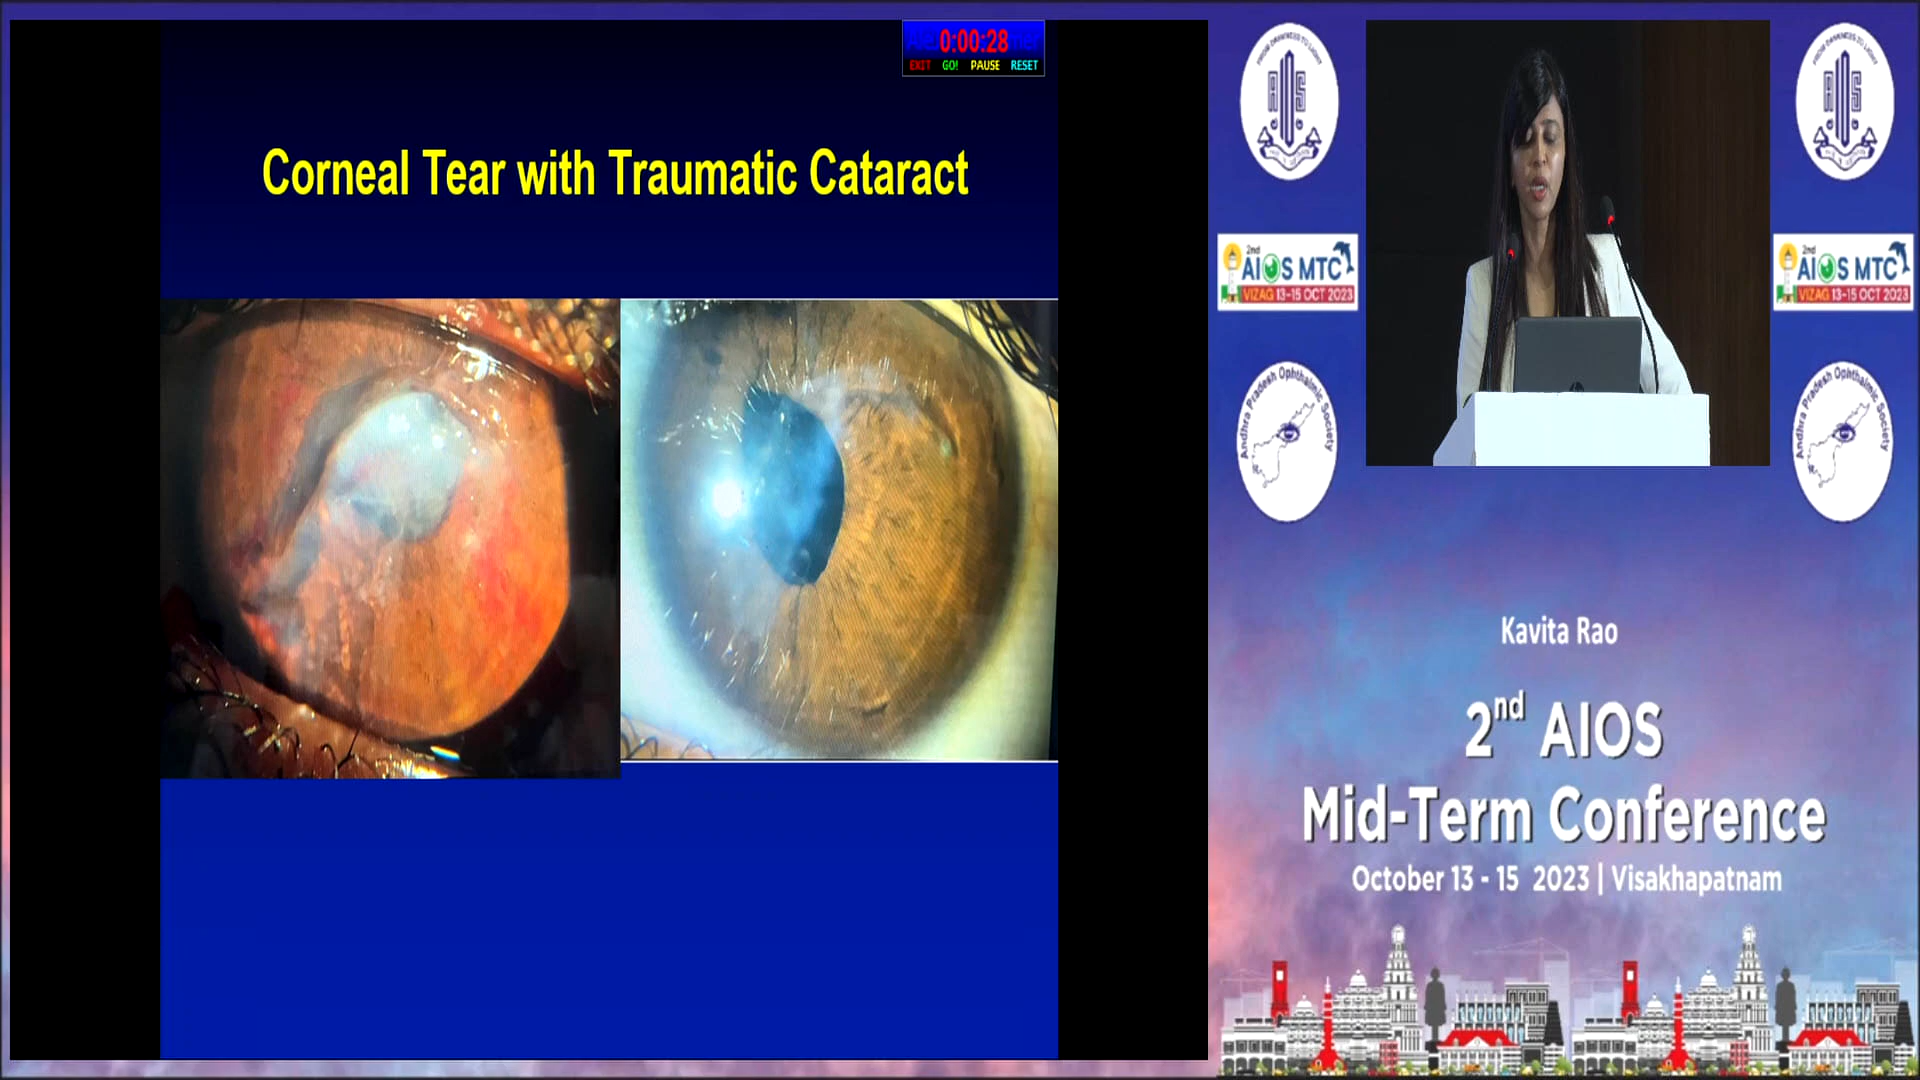 0:00:28
EXIT GO! PAUSE RESET
Corneal Tear with Traumatic Cataract
2nd
AIOS MTC
VIZAG 13-15 OCT 2023
Andhra Pradesh Ophthalmic Society
2nd
AIOS MTC
VIZAG 13-15 OCT 2023
Andhra Pradesh Ophthalmic Society
Kavita Rao
2nd AIOS
Mid-Term Conference
October 13 - 15 2023 | Visakhapatnam